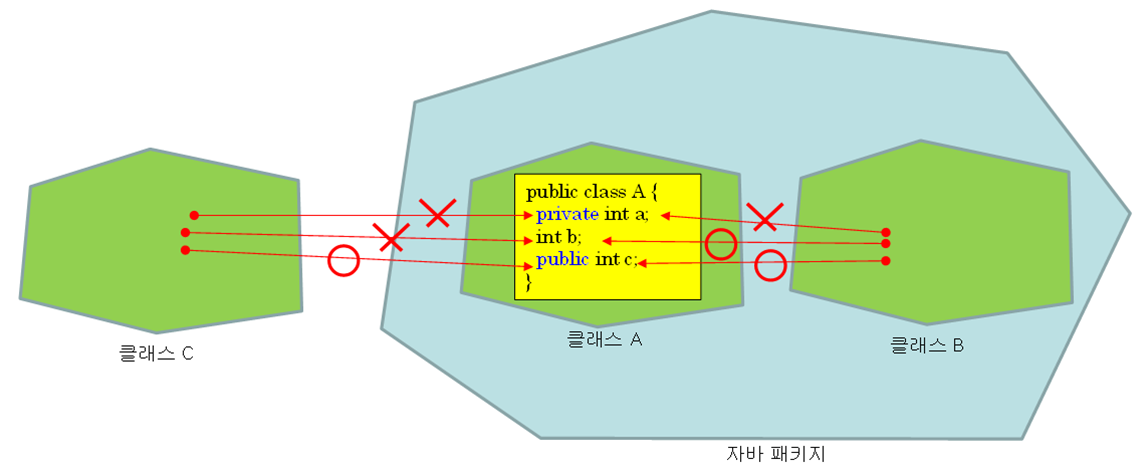 public class A {
private int a;
int b;
public int c;
}
클래스 C
클래스 A
클래스 B
자바 패키지